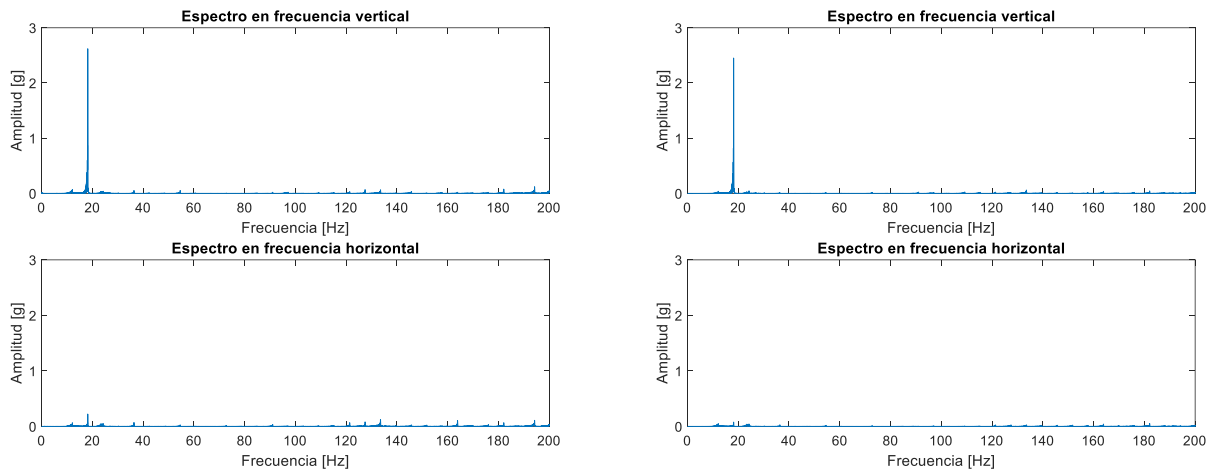 Espectro en frecuencia vertical
3
2
1
0
Amplitud [g]
0 20 40 60 80 100 120 140 160 180 200
Frecuencia [Hz]
Espectro en frecuencia horizontal
3
2
1
0
Amplitud [g]
0 20 40 60 80 100 120 140 160 180 200
Frecuencia [Hz]
Espectro en frecuencia vertical
3
2
1
0
Amplitud [g]
0 20 40 60 80 100 120 140 160 180 200
Frecuencia [Hz]
Espectro en frecuencia horizontal
3
2
1
0
Amplitud [g]
0 20 40 60 80 100 120 140 160 180 200
Frecuencia [Hz]